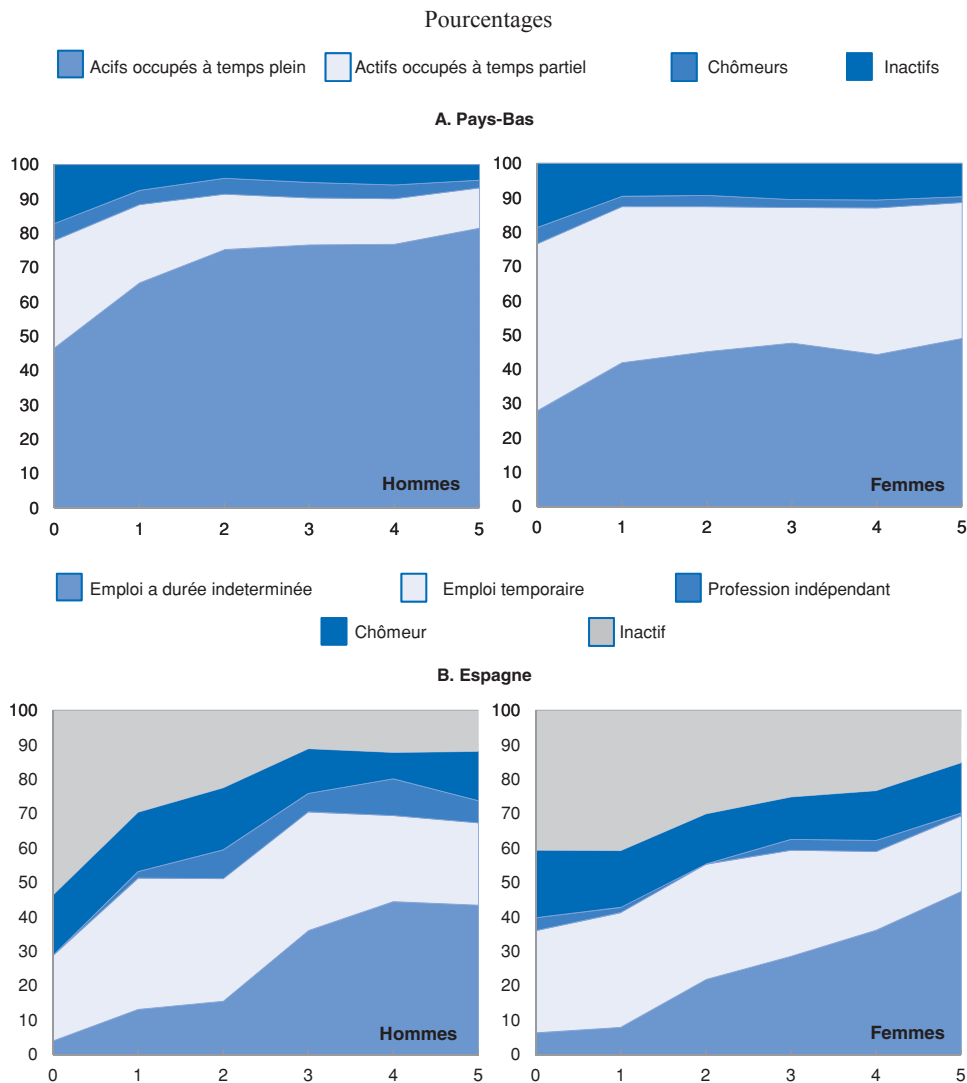 Pourcentages
Acifs occupés à temps plein Actifs occupés à temps partiel Chômeurs Inactifs
A. Pays-Bas
100 100
90 90
80 80
70 70
60 60
50 50
40 40
30 30
20 20
10 Hommes 10 Femmes
0 0
0 1 2 3 4 5 0 1 2 3 4 5
Emploi a durée indeterminée Emploi temporaire Profession indépendant
Chômeur Inactif
B. Espagne
100 100
90 90
80 80
70 70
60 60
50 50
40 40
30 30
20 20
10 Hommes 10 Femmes
0 0
0 1 2 3 4 5 0 1 2 3 4 5